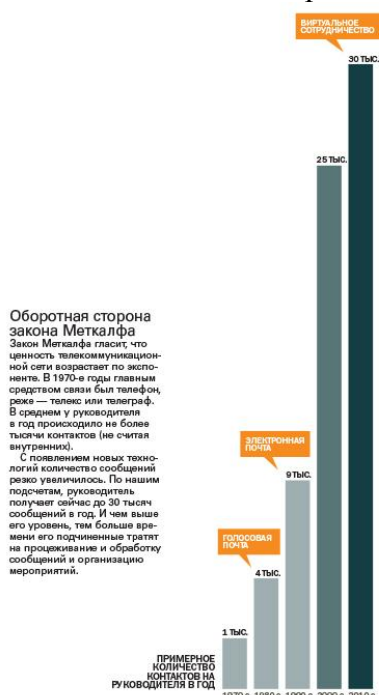 ВИРТУАЛЬНОЕ
СОТРУДНИЧЕСТВО
30 ТЫС.
25 ТЫС.
Оборотная сторона
закона Меткалфа
Закон Меткалфа гласит, что
ценность телекоммуникацион-
ной сети возрастает по экспо-
ненте. В 1970-е годы главным
средством связи был телефон,
реже — телекс или телеграф.
В среднем у руководителя
в год происходило не более
тысячи контактов (не считая
внутренних).
С появлением новых техно-
логий количество сообщений
резко увеличилось. По нашим
подсчетам, руководитель
получает сейчас до 30 тысяч
сообщений в год. И чем выше
его уровень, тем больше вре-
мени его подчиненные тратят
на процеживание и обработку
сообщений и организацию
мероприятий.
ЭЛЕКТРОННАЯ
ПОЧТА
9 ТЫС.
ГОЛОСОВАЯ
ПОЧТА
4 ТЫС.
1 ТЫС.
ПРИМЕРНОЕ
КОЛИЧЕСТВО
КОНТАКТОВ НА
РУКОВОДИТЕЛЯ В ГОД